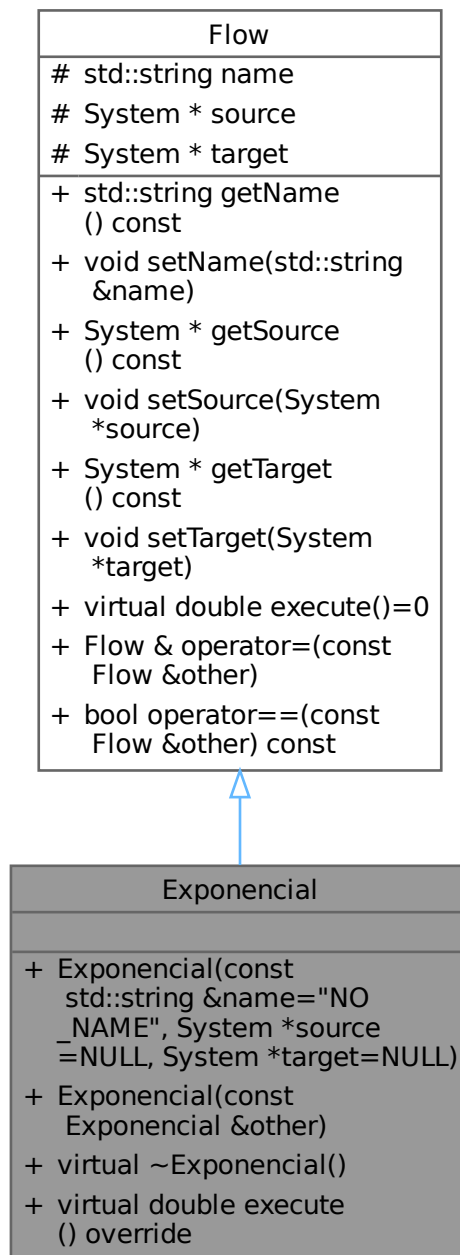 Flow
# std::string name
# System * source
# System * target
+ std::string getName
() const
+ void setName(std::string
&name)
+ System * getSource
() const
+ void setSource(System
*source)
+ System * getTarget
() const
+ void setTarget(System
*target)
+ virtual double execute()=0
+ Flow & operator=(const
Flow &other)
+ bool operator==(const
Flow &other) const
Exponencial
+ Exponencial(const
std::string &name="NO
_NAME", System *source
=NULL, System *target=NULL)
+ Exponencial(const
Exponencial &other)
+ virtual ~Exponencial()
+ virtual double execute
() override